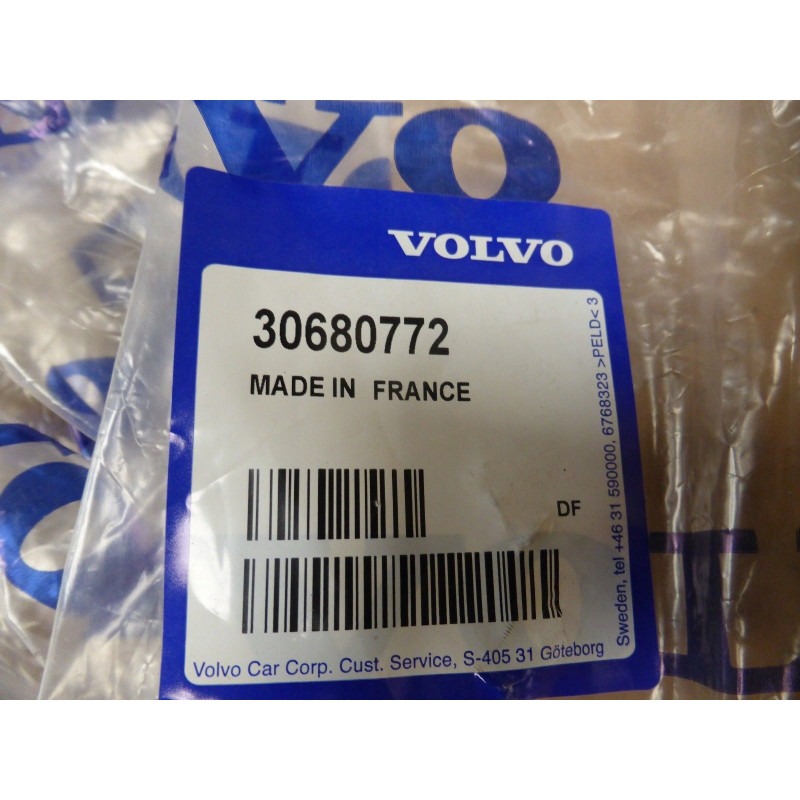 VO
VOLVO
30680772
MADE IN FRANCE
DF
Volvo Car Corp. Cust. Service, S-405 31 Göteborg
Sweden, tel +46 31 590000, 6768323 >PELD< 3